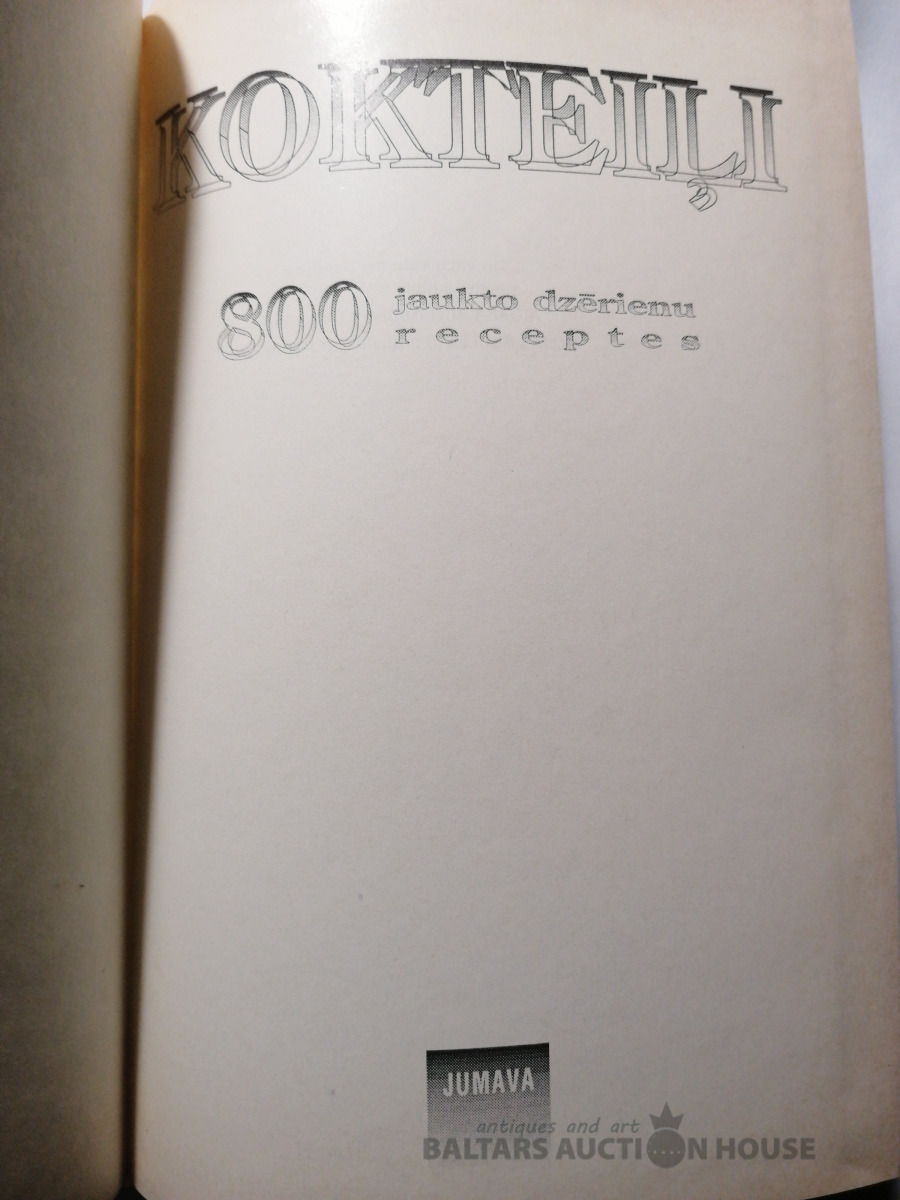 KOKTEIĻI
800 jaukto dzērienu
receptes
JUMAVA
antiques and art
BALTARS AUCTION HOUSE